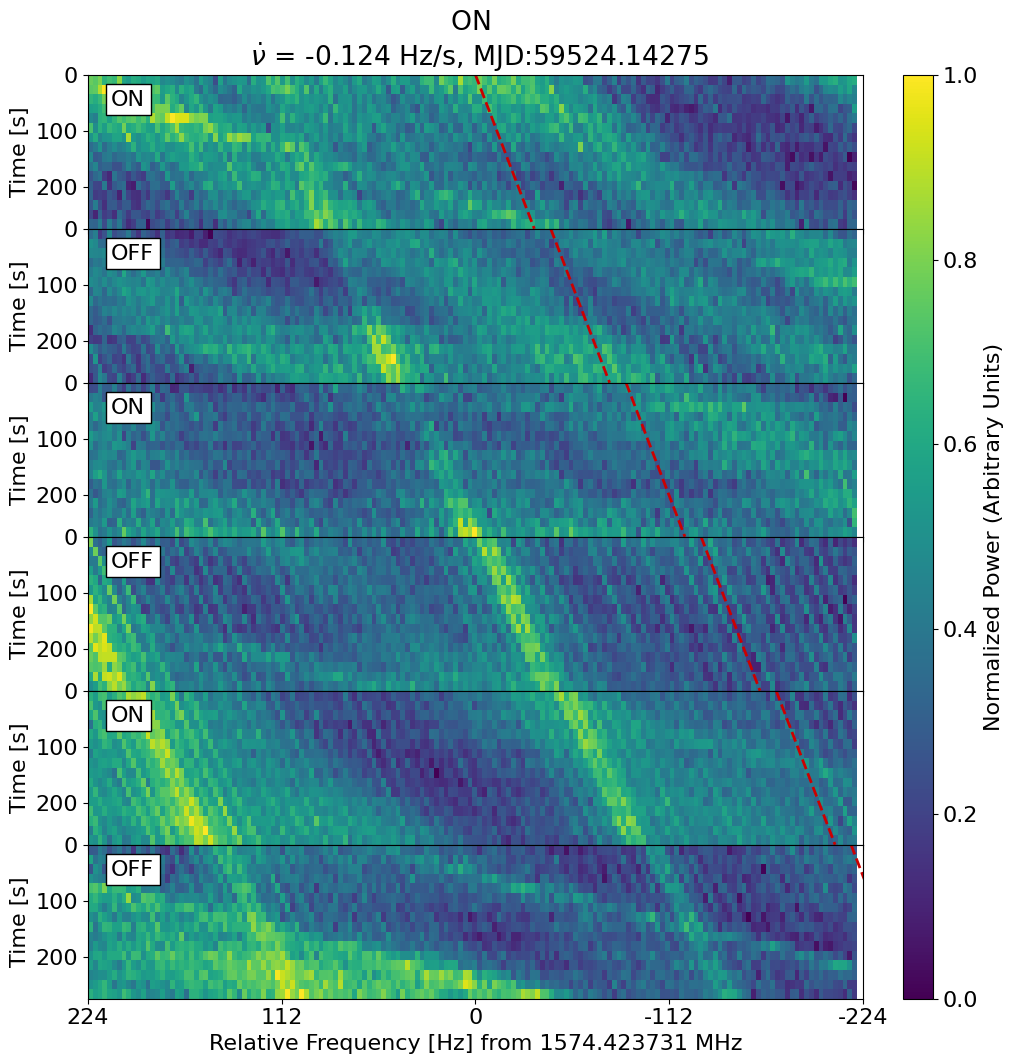 ON
ν̇ = -0.124 Hz/s, MJD:59524.14275
0
ON
100
200
Time [s]
0
OFF
100
200
Time [s]
0
ON
100
200
Time [s]
0
OFF
100
200
Time [s]
0
ON
100
200
Time [s]
0
OFF
100
200
Time [s]
224 112 0 -112 -224
Relative Frequency [Hz] from 1574.423731 MHz
1.0
0.8
0.6
0.4
0.2
0.0
Normalized Power (Arbitrary Units)